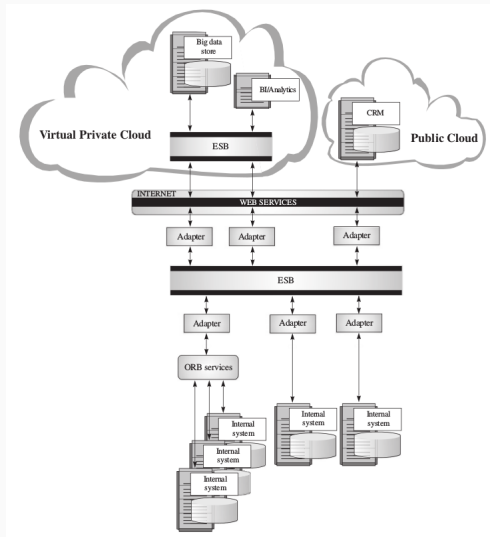 Big data
store
BI/Analytics
CRM
Virtual Private Cloud
Public Cloud
ESB
INTERNET
WEB SERVICES
Adapter
Adapter
Adapter
ESB
Adapter
Adapter
Adapter
ORB services
Internal
system
Internal
system
Internal
system
Internal
system
Internal
system